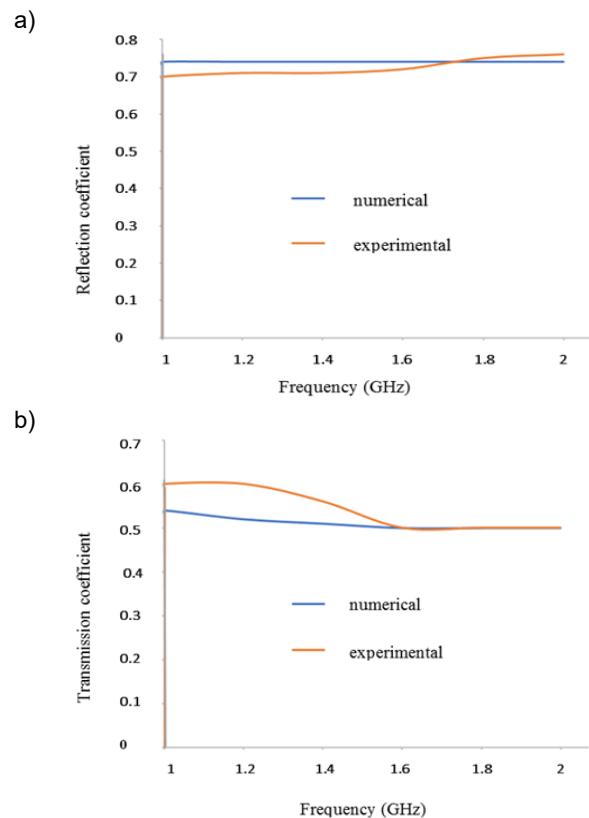 a)
Reflection coefficient
0.8
0.7
0.6
0.5
0.4
0.3
0.2
0.1
0
numerical
experimental
1 1.2 1.4 1.6 1.8 2
Frequency (GHz)
b)
Transmission coefficient
0.7
0.6
0.5
0.4
0.3
0.2
0.1
0
numerical
experimental
1 1.2 1.4 1.6 1.8 2
Frequency (GHz)